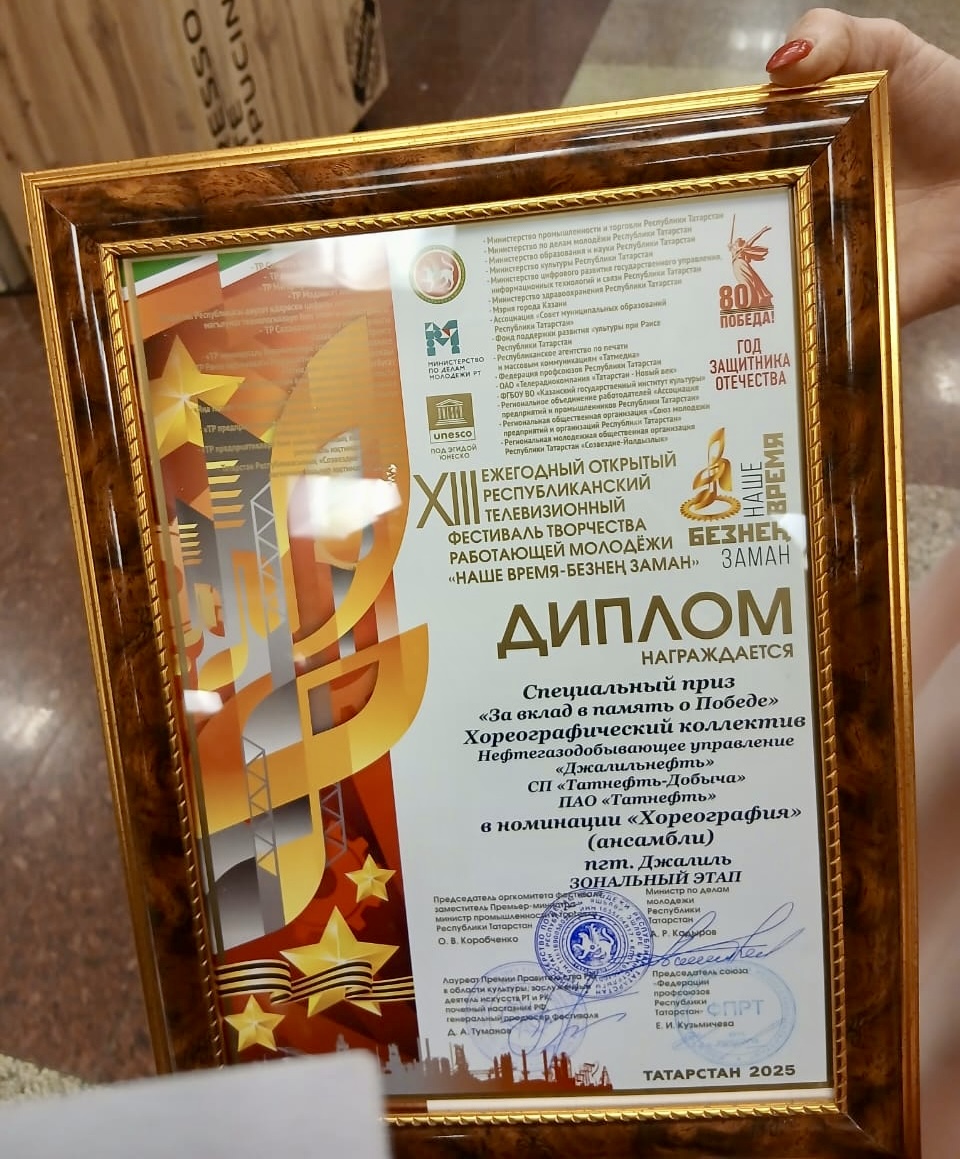 - Министерство промышленности и торговли Республики Татарстан
- Министерство по делам молодёжи Республики Татарстан
- Министерство образования и науки Республики Татарстан
- Министерство культуры Республики Татарстан
- Министерство цифрового развития государственного управления,
информационных технологий и связи Республики Татарстан
- Министерство здравоохранения Республики Татарстан
- Мэрия города Казани
- Ассоциация «Совет муниципальных образований
Республики Татарстан»
- Фонд поддержки развития культуры при Раисе
Республики Татарстан
- Республиканское агентство по печати
и массовым коммуникациям «Татмедиа»
- Федерация профсоюзов Республики Татарстан
- ОАО «Телерадиокомпания «Татарстан - Новый век»
- ФГБОУ ВО «Казанский государственный институт культуры»
- Региональное объединение работодателей «Ассоциация
предприятий и промышленников Республики Татарстан»
- Региональная общественная организация «Союз молодежи
предприятий и организаций Республики Татарстан»
- Региональная молодежная общественная организация
Республики Татарстан «Созвездие-Йолдызлык»
МИНИСТЕРСТВО
ПО ДЕЛАМ
МОЛОДЕЖИ РТ
unesco
ПОД ЭГИДОЙ
ЮНЕСКО
80
ПОБЕДА!
ГОД
ЗАЩИТНИКА
ОТЕЧЕСТВА
XIII ЕЖЕГОДНЫЙ ОТКРЫТЫЙ
РЕСПУБЛИКАНСКИЙ
ТЕЛЕВИЗИОННЫЙ
ФЕСТИВАЛЬ ТВОРЧЕСТВА
РАБОТАЮЩЕЙ МОЛОДЁЖИ
«НАШЕ ВРЕМЯ-БЕЗНЕҢ ЗАМАН»
НАШЕ
ВРЕМЯ
БЕЗНЕҢ
ЗАМАН
ДИПЛОМ
НАГРАЖДАЕТСЯ
Специальный приз
«За вклад в память о Победе»
Хореографический коллектив
Нефтегазодобывающее управление
«Джалильнефть»
СП «Татнефть-Добыча»
ПАО «Татнефть»
в номинации «Хореография»
(ансамбли)
пгт. Джалиль
ЗОНАЛЬНЫЙ ЭТАП
Председатель оргкомитета фестиваля
заместитель Премьер-министра
министр промышленности и торговли
Республики Татарстан
О. В. Коробченко
Министр по делам
молодежи
Республики
Татарстан
А. Р. Кадыров
Лауреат Премии Правительства РФ
в области культуры, заслуженный
деятель искусств РТ и РК,
почетный наставник РФ,
генеральный продюсер фестиваля
Д. А. Туманов
Председатель союза
«Федерации
профсоюзов
Республики
Татарстан»
Е. И. Кузьмичева
ФПРТ
ТАТАРСТАН 2025